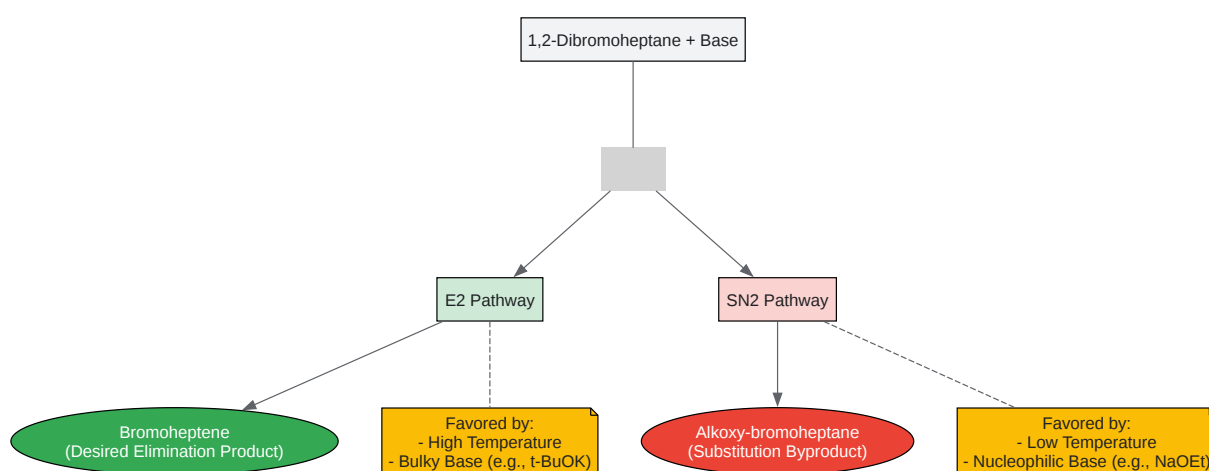 1,2-Dibromoheptane + Base
E2 Pathway
SN2 Pathway
Bromoheptene
(Desired Elimination Product)
Favored by:
- High Temperature
- Bulky Base (e.g., t-BuOK)
Alkoxy-bromoheptane
(Substitution Byproduct)
Favored by:
- Low Temperature
- Nucleophilic Base (e.g., NaOEt)